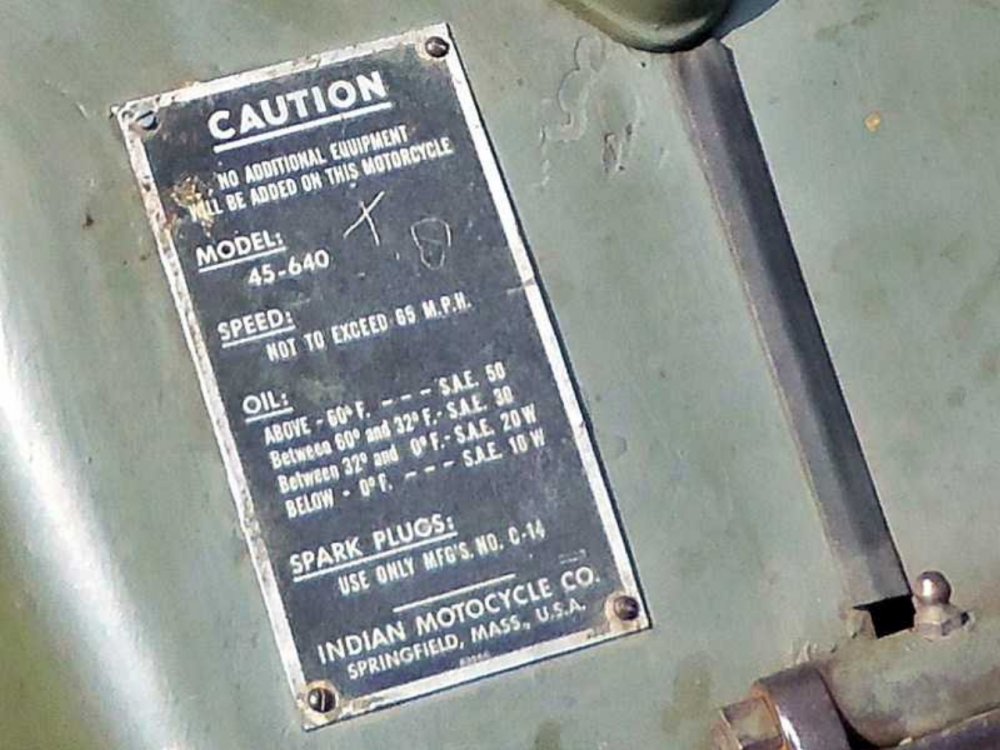 CAUTION
NO ADDITIONAL EQUIPMENT
WILL BE ADDED ON THIS MOTORCYCLE
X 8
MODEL:
45-640
SPEED:
NOT TO EXCEED 65 M.P.H.
OIL:
ABOVE - 60° F. - - - S.A.E. 50
Between 60° and 32° F.- S.A.E. 30
Between 32° and 0° F.- S.A.E. 20 W
BELOW - 0° F. - - - S.A.E. 10 W
SPARK PLUGS:
USE ONLY MFG'S. NO. C-14
INDIAN MOTOCYCLE CO.
SPRINGFIELD, MASS., U.S.A.